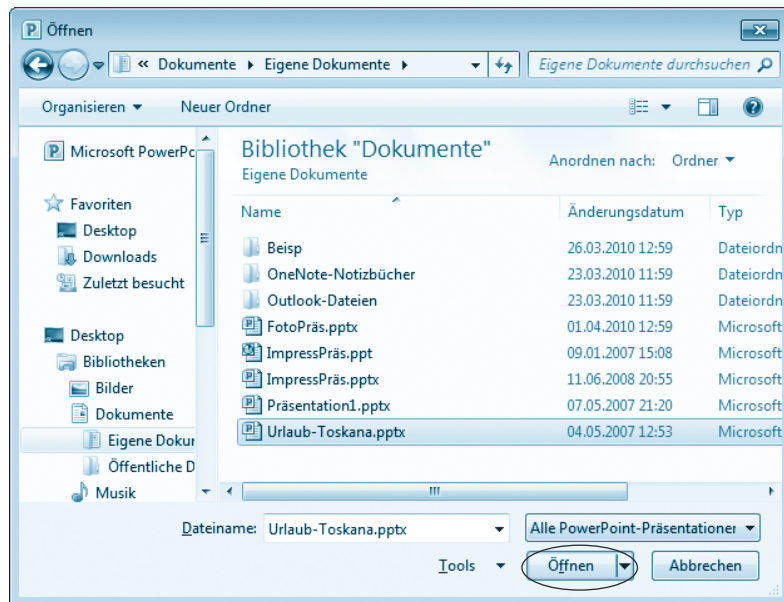 Öffnen
« Dokumente Eigene Dokumente
Eigene Dokumente durchsuchen
Organisieren Neuer Ordner
Microsoft PowerPc
Favoriten
Desktop
Downloads
Zuletzt besucht
Desktop
Bibliotheken
Bilder
Dokumente
Eigene Dokur
Öffentliche D
Musik
Bibliothek "Dokumente"
Eigene Dokumente
Anordnen nach: Ordner
Name Änderungsdatum Typ
Beisp 26.03.2010 12:59 Dateiordn
OneNote-Notizbücher 23.03.2010 11:59 Dateiordn
Outlook-Dateien 23.03.2010 11:59 Dateiordn
FotoPräs.pptx 01.04.2010 12:59 Microsoft
ImpressPräs.ppt 09.01.2007 15:08 Microsoft
ImpressPräs.pptx 11.06.2008 20:55 Microsoft
Präsentation1.pptx 07.05.2007 21:20 Microsoft
Urlaub-Toskana.pptx 04.05.2007 12:53 Microsoft
Dateiname: Urlaub-Toskana.pptx Alle PowerPoint-Präsentationer
Tools Öffnen Abbrechen